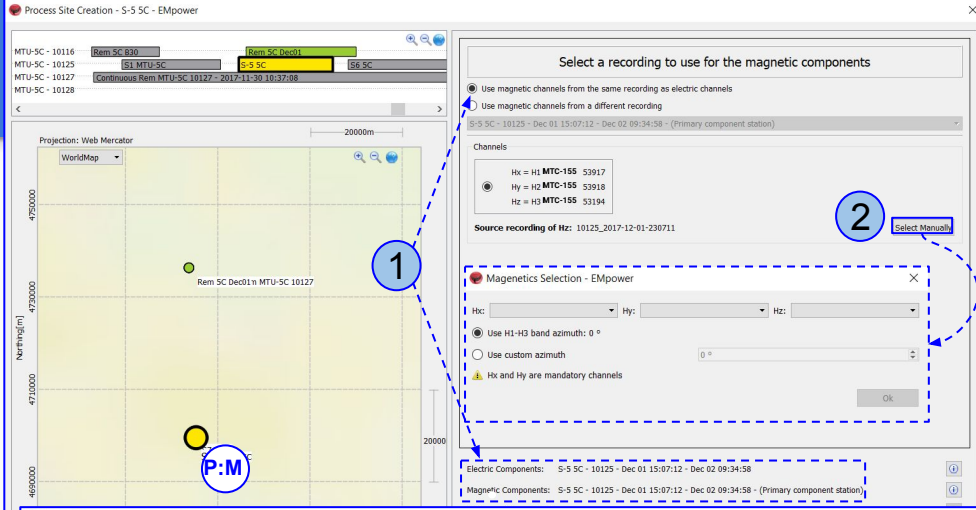 Process Site Creation - S-5 5C - EMpower
MTU-5C - 10116
Rem 5C B30
Rem 5C Dec01
MTU-5C - 10125
S1 MTU-5C
S-5 5C
S6 5C
MTU-5C - 10127
Continuous Rem MTU-5C 10127 - 2017-11-30 10:37:08
MTU-5C - 10128
Projection: Web Mercator
20000m
WorldMap
4750000
4730000
4710000
4690000
Northing[m]
Rem 5C Dec01n MTU-5C 10127
20000
P:M
1
Select a recording to use for the magnetic components
Use magnetic channels from the same recording as electric channels
Use magnetic channels from a different recording
S-5 5C - 10125 - Dec 01 15:07:12 - Dec 02 09:34:58 - (Primary component station)
Channels
Hx = H1 MTC-155 53917
Hy = H2 MTC-155 53918
Hz = H3 MTC-155 53194
Source recording of Hz: 10125_2017-12-01-230711
2
Select Manually
Magenetics Selection - EMpower
Hx:
Hy:
Hz:
Use H1-H3 band azimuth: 0 °
Use custom azimuth
0 °
Hx and Hy are mandatory channels
Ok
Electric Components: S-5 5C - 10125 - Dec 01 15:07:12 - Dec 02 09:34:58
Magnetic Components: S-5 5C - 10125 - Dec 01 15:07:12 - Dec 02 09:34:58 - (Primary component station)